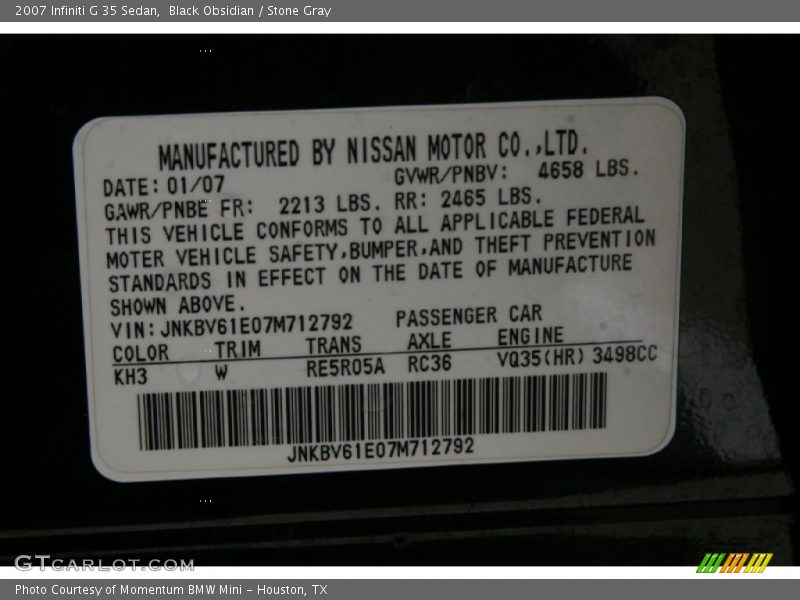 2007 Infiniti G 35 Sedan,  Black Obsidian / Stone Gray
MANUFACTURED BY NISSAN MOTOR CO.,LTD.
DATE: 01/07 GVWR/PNBV: 4658 LBS.
GAWR/PNBE FR: 2213 LBS. RR: 2465 LBS.
THIS VEHICLE CONFORMS TO ALL APPLICABLE FEDERAL
MOTER VEHICLE SAFETY,BUMPER,AND THEFT PREVENTION
STANDARDS IN EFFECT ON THE DATE OF MANUFACTURE
SHOWN ABOVE.
VIN: JNKBV61E07M712792 PASSENGER CAR
COLOR TRIM TRANS AXLE ENGINE
KH3 W RE5R05A RC36 VQ35(HR) 3498CC
JNKBV61E07M712792
GTCARLOT.COM
Photo Courtesy of Momentum BMW Mini - Houston, TX